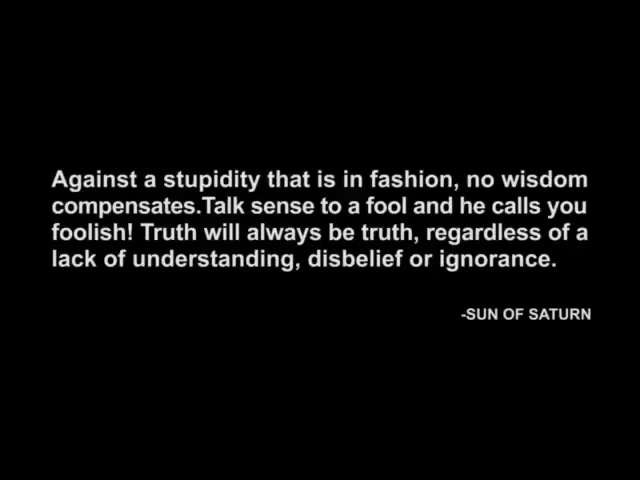 Against a stupidity that is in fashion, no wisdom
compensates.Talk sense to a fool and he calls you
foolish! Truth will always be truth, regardless of a
lack of understanding, disbelief or ignorance.
-SUN OF SATURN